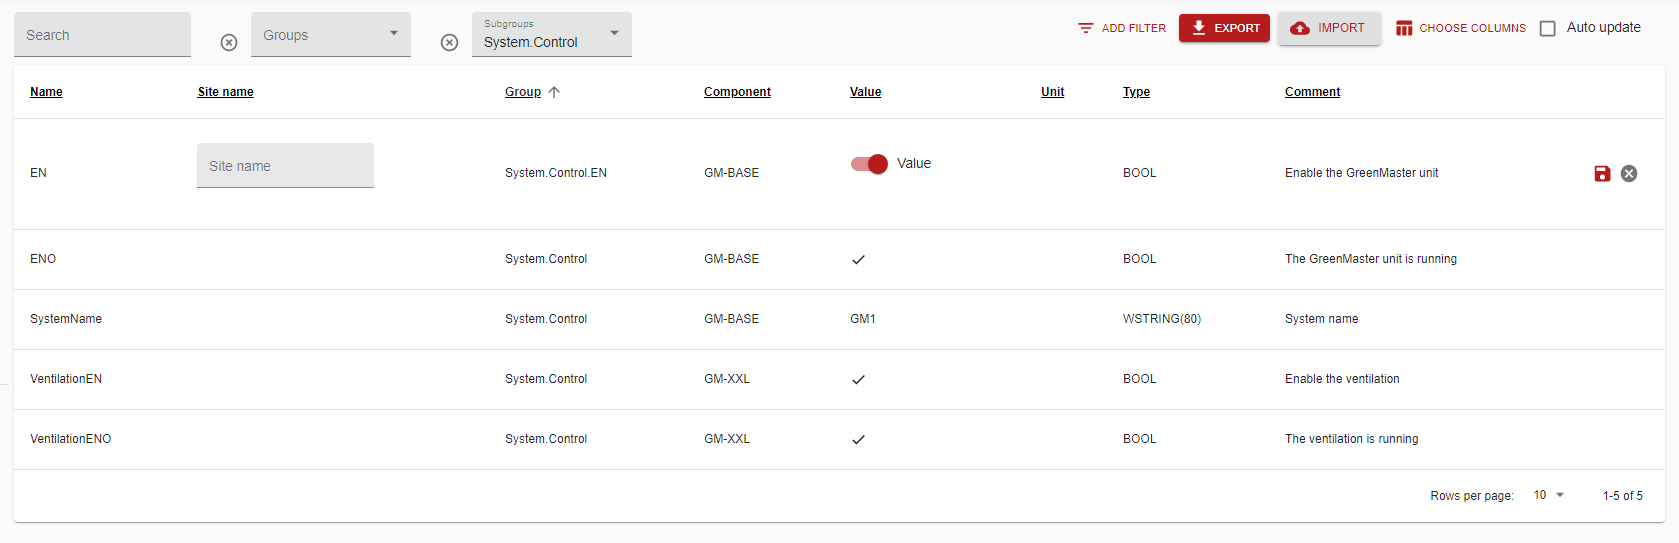 Search
Groups
Subgroups
System.Control
ADD FILTER
EXPORT
IMPORT
CHOOSE COLUMNS
Auto update
Name Site name Group Component Value Unit Type Comment
EN Site name System.Control.EN GM-BASE Value BOOL Enable the GreenMaster unit
ENO System.Control GM-BASE BOOL The GreenMaster unit is running
SystemName System.Control GM-BASE GM1 WSTRING(80) System name
VentilationEN System.Control GM-XXL BOOL Enable the ventilation
VentilationENO System.Control GM-XXL BOOL The ventilation is running
Rows per page: 10 1-5 of 5